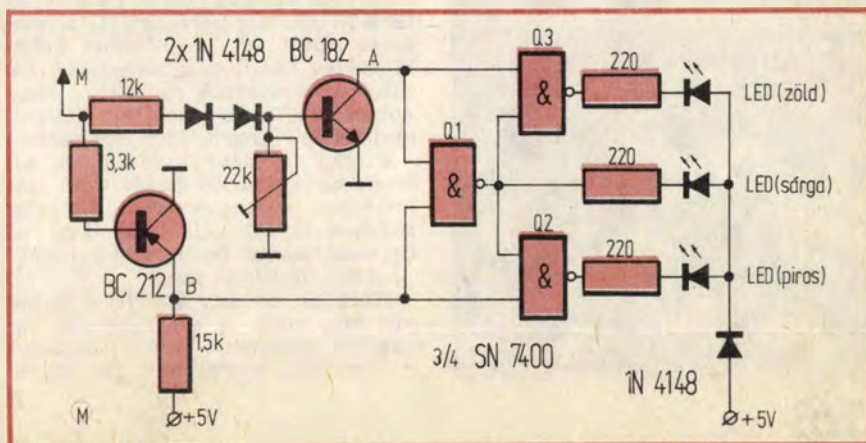 2x 1N 4148 BC 182 A
Q3
M
12k
220
LED (zöld)
&
Q1
3,3k
22k
&
220
LED (sárga)
Q2
BC 212
B
220
LED (piros)
&
1,5k
3/4 SN 7400
1N 4148
M
+5V
+5V